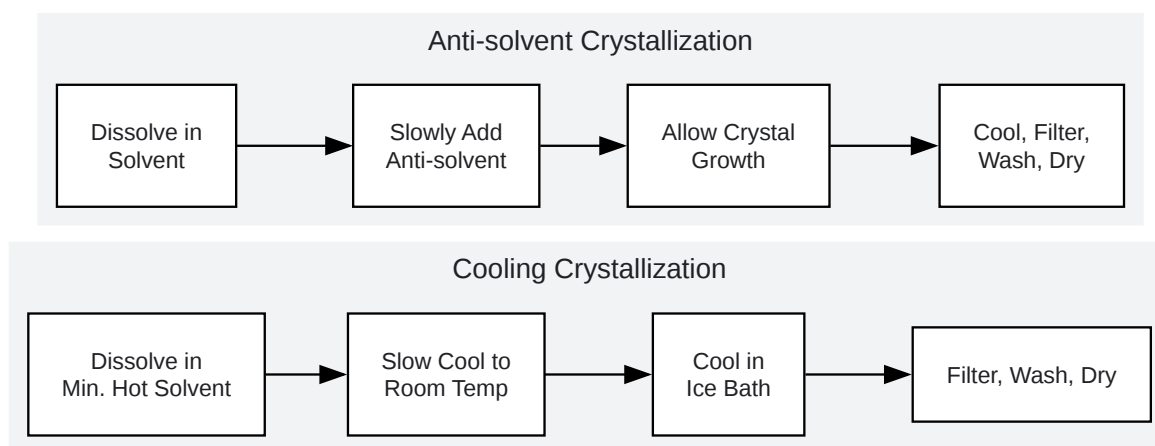 Anti-solvent Crystallization
Dissolve in
Solvent
Slowly Add
Anti-solvent
Allow Crystal
Growth
Cool, Filter,
Wash, Dry
Cooling Crystallization
Dissolve in
Min. Hot Solvent
Slow Cool to
Room Temp
Cool in
Ice Bath
Filter, Wash, Dry